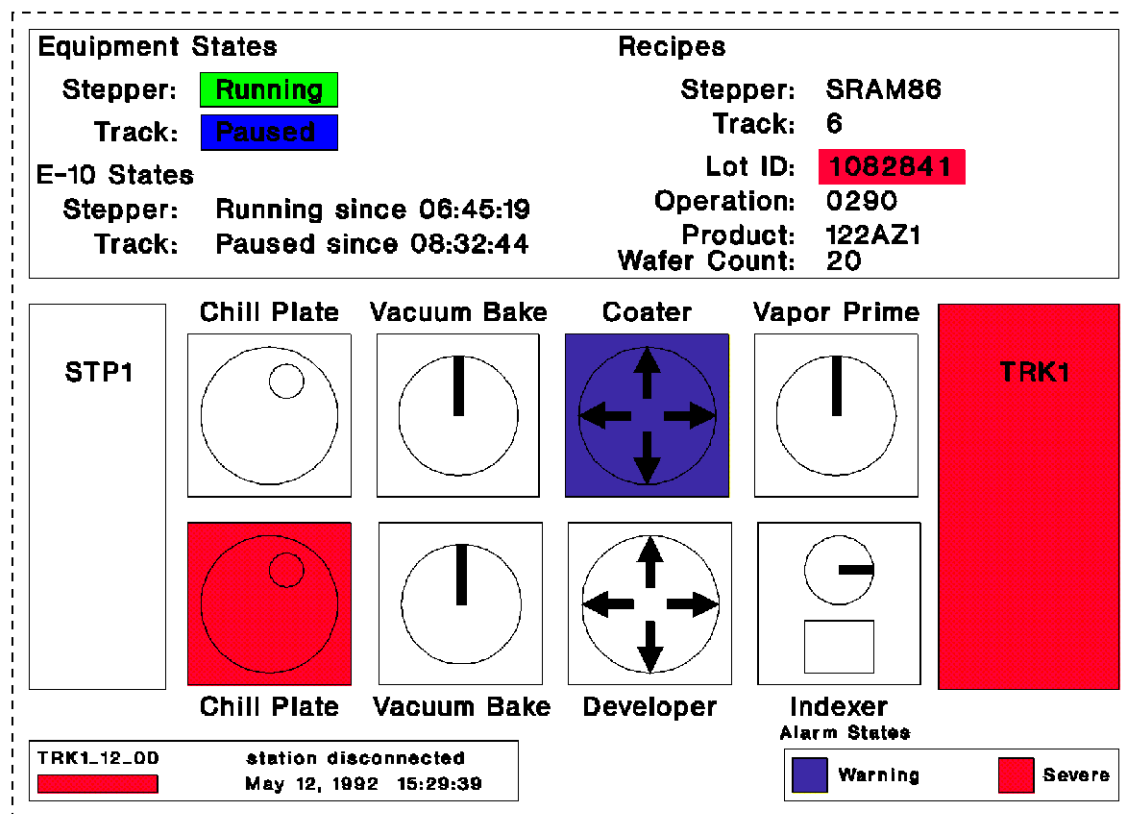 Equipment States
Stepper: Running
Track: Paused
E-10 States
Stepper: Running since 06:45:19
Track: Paused since 08:32:44
Recipes
Stepper: SRAM86
Track: 6
Lot ID: 1082841
Operation: 0290
Product: 122AZ1
Wafer Count: 20
Chill Plate Vacuum Bake Coater Vapor Prime
STP1 TRK1
Chill Plate Vacuum Bake Developer Indexer
TRK1_12_0D station disconnected
May 12, 1992 15:29:39
Alarm States
Warning Severe